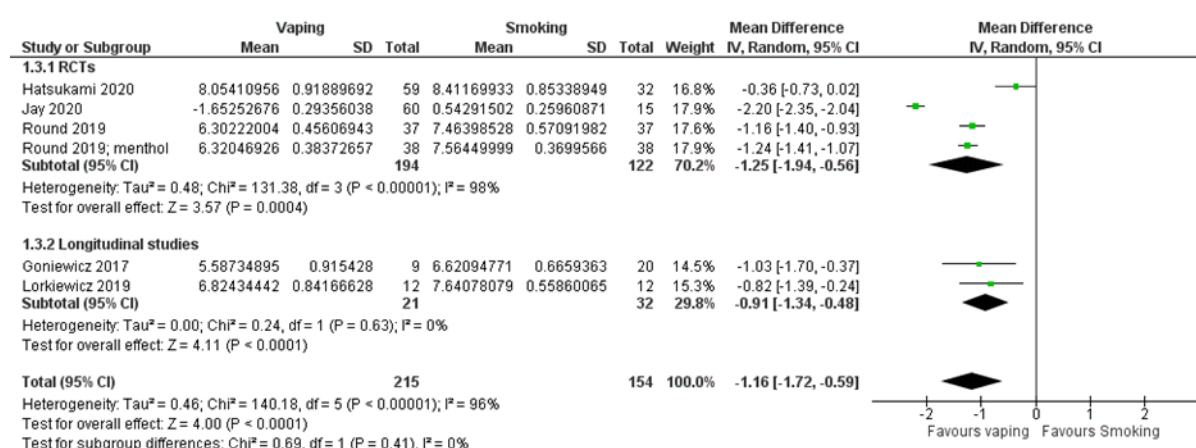 Vaping Smoking Mean Difference Mean Difference
Study or Subgroup Mean SD Total Mean SD Total Weight IV, Random, 95% CI IV, Random, 95% CI
1.3.1 RCTs
Hatsukami 2020 8.05410956 0.91889692 59 8.41169933 0.85338949 32 16.8% -0.36 [-0.73, 0.02]
Jay 2020 -1.65252676 0.29356038 60 0.54291502 0.25960871 15 17.9% -2.20 [-2.35, -2.04]
Round 2019 6.30222004 0.45606943 37 7.46398528 0.57091982 37 17.6% -1.16 [-1.40, -0.93]
Round 2019; menthol 6.32046926 0.38372657 38 7.56449999 0.3699566 38 17.9% -1.24 [-1.41, -1.07]
Subtotal (95% CI) 194 122 70.2% -1.25 [-1.94, -0.56]
Heterogeneity: Tau² = 0.48; Chi² = 131.38, df = 3 (P < 0.00001); I² = 98%
Test for overall effect: Z = 3.57 (P = 0.0004)
1.3.2 Longitudinal studies
Goniewicz 2017 5.58734895 0.915428 9 6.62094771 0.6659363 20 14.5% -1.03 [-1.70, -0.37]
Lorkiewicz 2019 6.82434442 0.84166628 12 7.64078079 0.55860065 12 15.3% -0.82 [-1.39, -0.24]
Subtotal (95% CI) 21 32 29.8% -0.91 [-1.34, -0.48]
Heterogeneity: Tau² = 0.00; Chi² = 0.24, df = 1 (P = 0.63); I² = 0%
Test for overall effect: Z = 4.11 (P < 0.0001)
Total (95% CI) 215 154 100.0% -1.16 [-1.72, -0.59]
Heterogeneity: Tau² = 0.46; Chi² = 140.18, df = 5 (P < 0.00001); I² = 96%
Test for overall effect: Z = 4.00 (P < 0.0001)
Test for subgroup differences: Chi² = 0.69, df = 1 (P = 0.41), I² = 0%
-2 -1 0 1 2
Favours vaping Favours Smoking